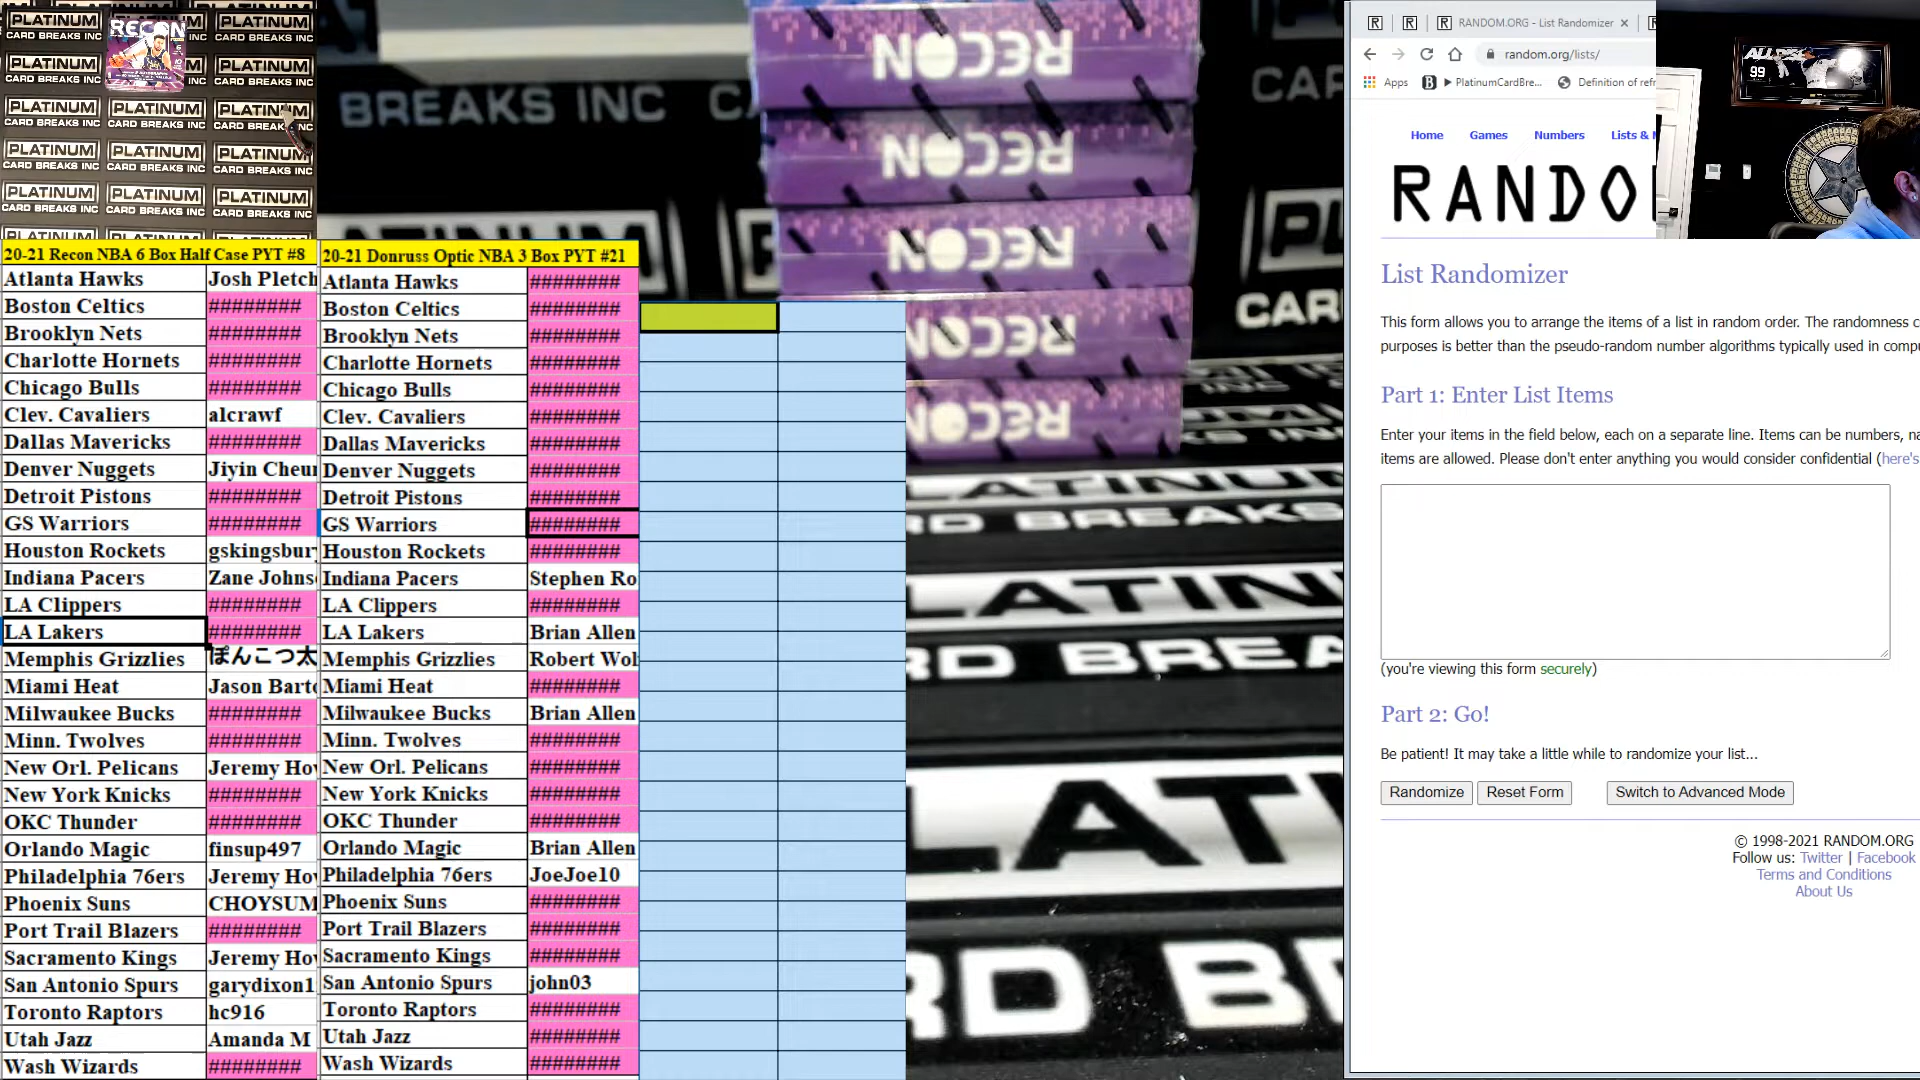 PLATINUM
CARD BREAKS INC
RECON
20-21 Recon NBA 6 Box Half Case PYT #8
Atlanta Hawks Josh Pletch
Boston Celtics ########
Brooklyn Nets ########
Charlotte Hornets ########
Chicago Bulls ########
Clev. Cavaliers alcrawf
Dallas Mavericks ########
Denver Nuggets Jiyin Cheu
Detroit Pistons ########
GS Warriors ########
Houston Rockets gskingsbury
Indiana Pacers Zane Johns
LA Clippers ########
LA Lakers ########
Memphis Grizzlies ぽんこつ太
Miami Heat Jason Barto
Milwaukee Bucks ########
Minn. Twolves ########
New Orl. Pelicans Jeremy Ho
New York Knicks ########
OKC Thunder ########
Orlando Magic finsup497
Philadelphia 76ers Jeremy Ho
Phoenix Suns CHOYSUM
Port Trail Blazers ########
Sacramento Kings Jeremy Ho
San Antonio Spurs garydixon1
Toronto Raptors hc916
Utah Jazz Amanda M
Wash Wizards ########
20-21 Donruss Optic NBA 3 Box PYT #21
Atlanta Hawks ########
Boston Celtics ########
Brooklyn Nets ########
Charlotte Hornets ########
Chicago Bulls ########
Clev. Cavaliers ########
Dallas Mavericks ########
Denver Nuggets ########
Detroit Pistons ########
GS Warriors ########
Houston Rockets ########
Indiana Pacers Stephen Ro
LA Clippers ########
LA Lakers Brian Allen
Memphis Grizzlies Robert Wol
Miami Heat ########
Milwaukee Bucks Brian Allen
Minn. Twolves ########
New Orl. Pelicans ########
New York Knicks ########
OKC Thunder ########
Orlando Magic Brian Allen
Philadelphia 76ers JoeJoe10
Phoenix Suns ########
Port Trail Blazers ########
Sacramento Kings ########
San Antonio Spurs john03
Toronto Raptors ########
Utah Jazz ########
Wash Wizards ########
BREAKS INC
RECON
RECON
RECON
RECON
RECON
RANDOM.ORG - List Randomizer
random.org/lists/
Apps PlatinumCardBre... Definition of refr
Home Games Numbers Lists &
RANDO
99
List Randomizer
This form allows you to arrange the items of a list in random order. The randomness c
purposes is better than the pseudo-random number algorithms typically used in compu
Part 1: Enter List Items
Enter your items in the field below, each on a separate line. Items can be numbers, na
items are allowed. Please don't enter anything you would consider confidential (here's
(you're viewing this form securely)
Part 2: Go!
Be patient! It may take a little while to randomize your list...
Randomize Reset Form Switch to Advanced Mode
© 1998-2021 RANDOM.ORG
Follow us: Twitter | Facebook
Terms and Conditions
About Us